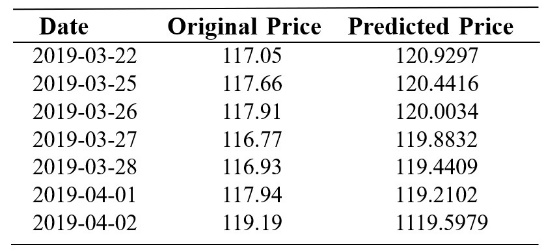 Date Original Price Predicted Price
2019-03-22 117.05 120.9297
2019-03-25 117.66 120.4416
2019-03-26 117.91 120.0034
2019-03-27 116.77 119.8832
2019-03-28 116.93 119.4409
2019-04-01 117.94 119.2102
2019-04-02 119.19 1119.5979